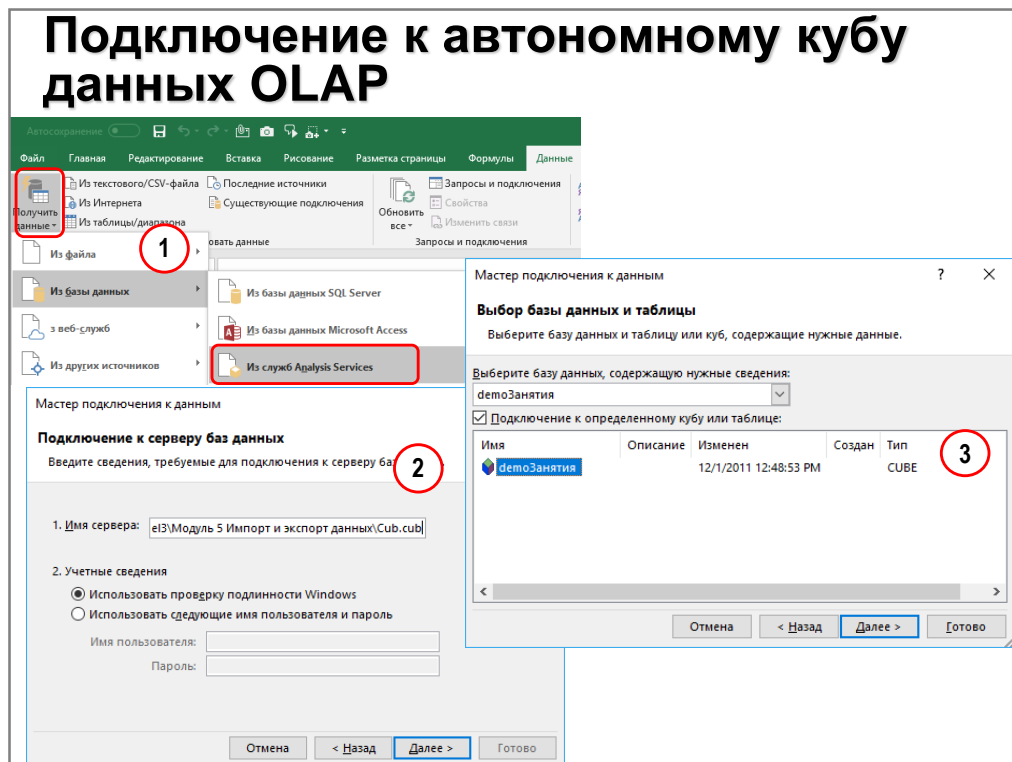 Подключение к автономному кубу
данных OLAP
Автосохранение
Файл Главная Редактирование Вставка Рисование Разметка страницы Формулы Данные
Получить
данные
Из текстового/CSV-файла
Из Интернета
Из таблицы/диапазона
Последние источники
Существующие подключения
овать данные
Обновить
все
Запросы и подключения
Свойства
Изменить связи
Запросы и подключения
1
Из файла
Из базы данных
з веб-служб
Из других источников
Из базы данных SQL Server
Из базы данных Microsoft Access
Из служб Analysis Services
Мастер подключения к данным
Подключение к серверу баз данных
Введите сведения, требуемые для подключения к серверу ба
2
1. Имя сервера: el3\Модуль 5 Импорт и экспорт данных\Cub.cub
2. Учетные сведения
Использовать проверку подлинности Windows
Использовать следующие имя пользователя и пароль
Имя пользователя:
Пароль:
Отмена < Назад Далее > Готово
Мастер подключения к данным ?
Выбор базы данных и таблицы
Выберите базу данных и таблицу или куб, содержащие нужные данные.
Выберите базу данных, содержащую нужные сведения:
demoЗанятия
Подключение к определенному кубу или таблице:
Имя Описание Изменен Создан Тип
demoЗанятия 12/1/2011 12:48:53 PM CUBE
3
Отмена < Назад Далее > Готово